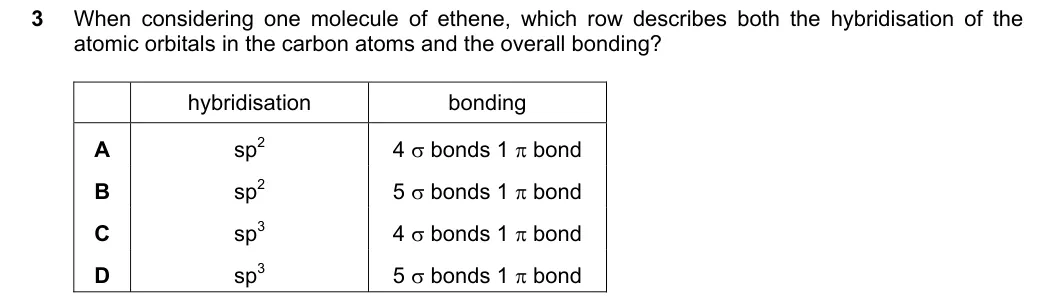 3 When considering one molecule of ethene, which row describes both the hybridisation of the
atomic orbitals in the carbon atoms and the overall bonding?
hybridisation bonding
A sp² 4 σ bonds 1 π bond
B sp² 5 σ bonds 1 π bond
C sp³ 4 σ bonds 1 π bond
D sp³ 5 σ bonds 1 π bond